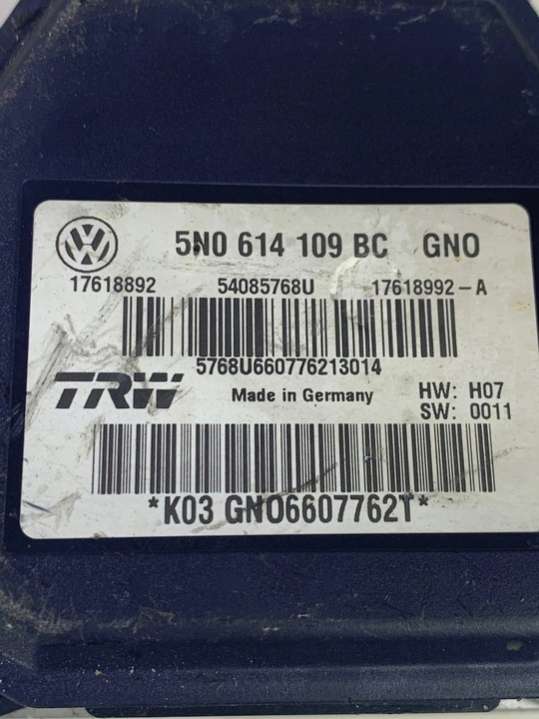 5N0 614 109 BC GNO
17618892 54085768U 17618992-A
5768U660776213014
TRW Made in Germany HW: H07
SW: 0011
*K03 GNO6607762T*